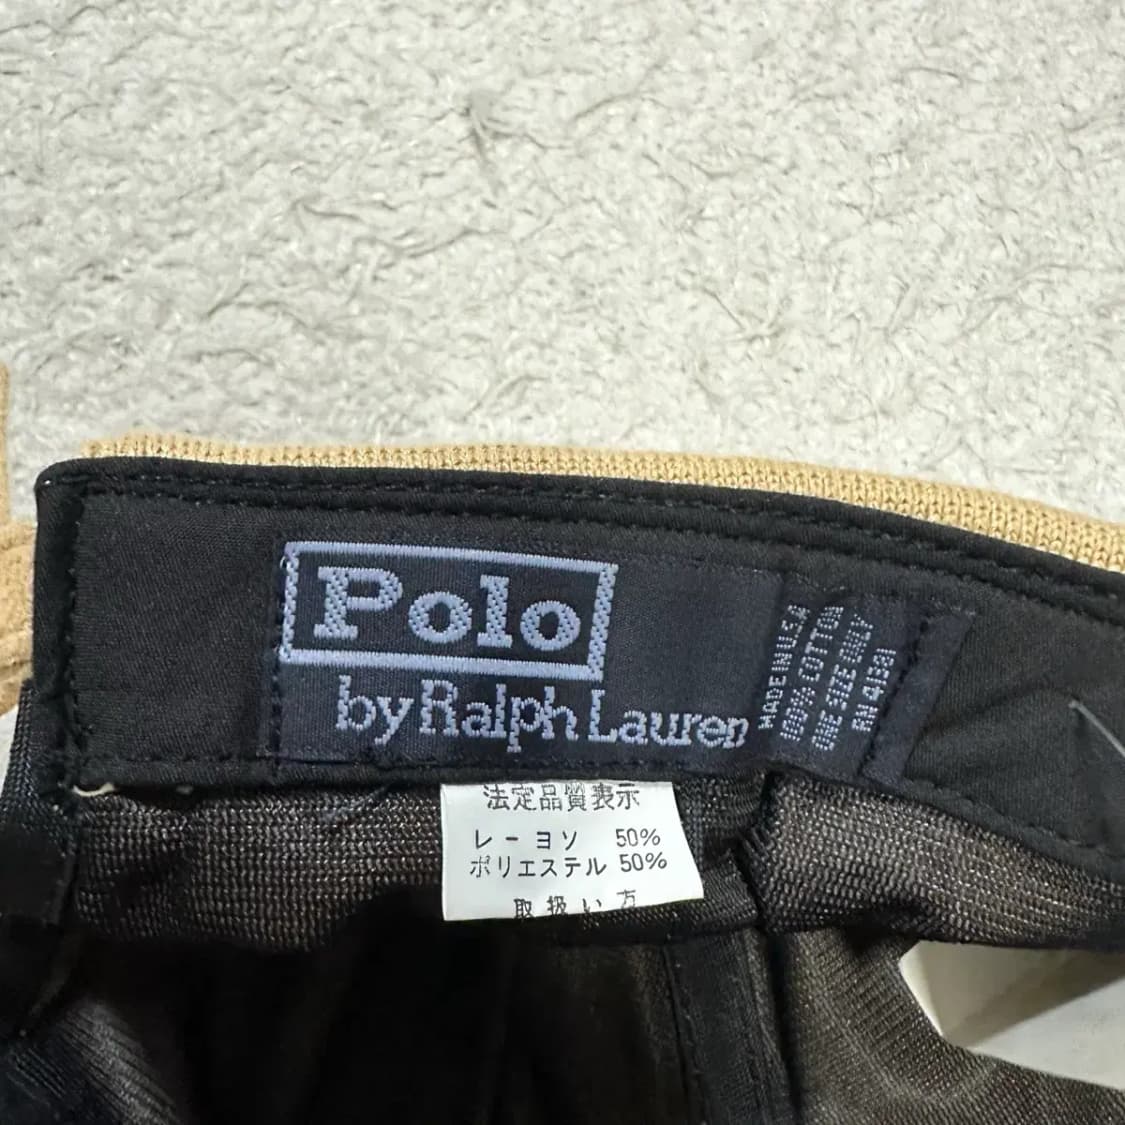 Polo
by Ralph Lauren
MADE IN U.S.A
100% COTTON
ONE SIZE ONLY
RN 41381
法定品質表示
レーヨソ 50%
ポリエステル 50%
取扱い方